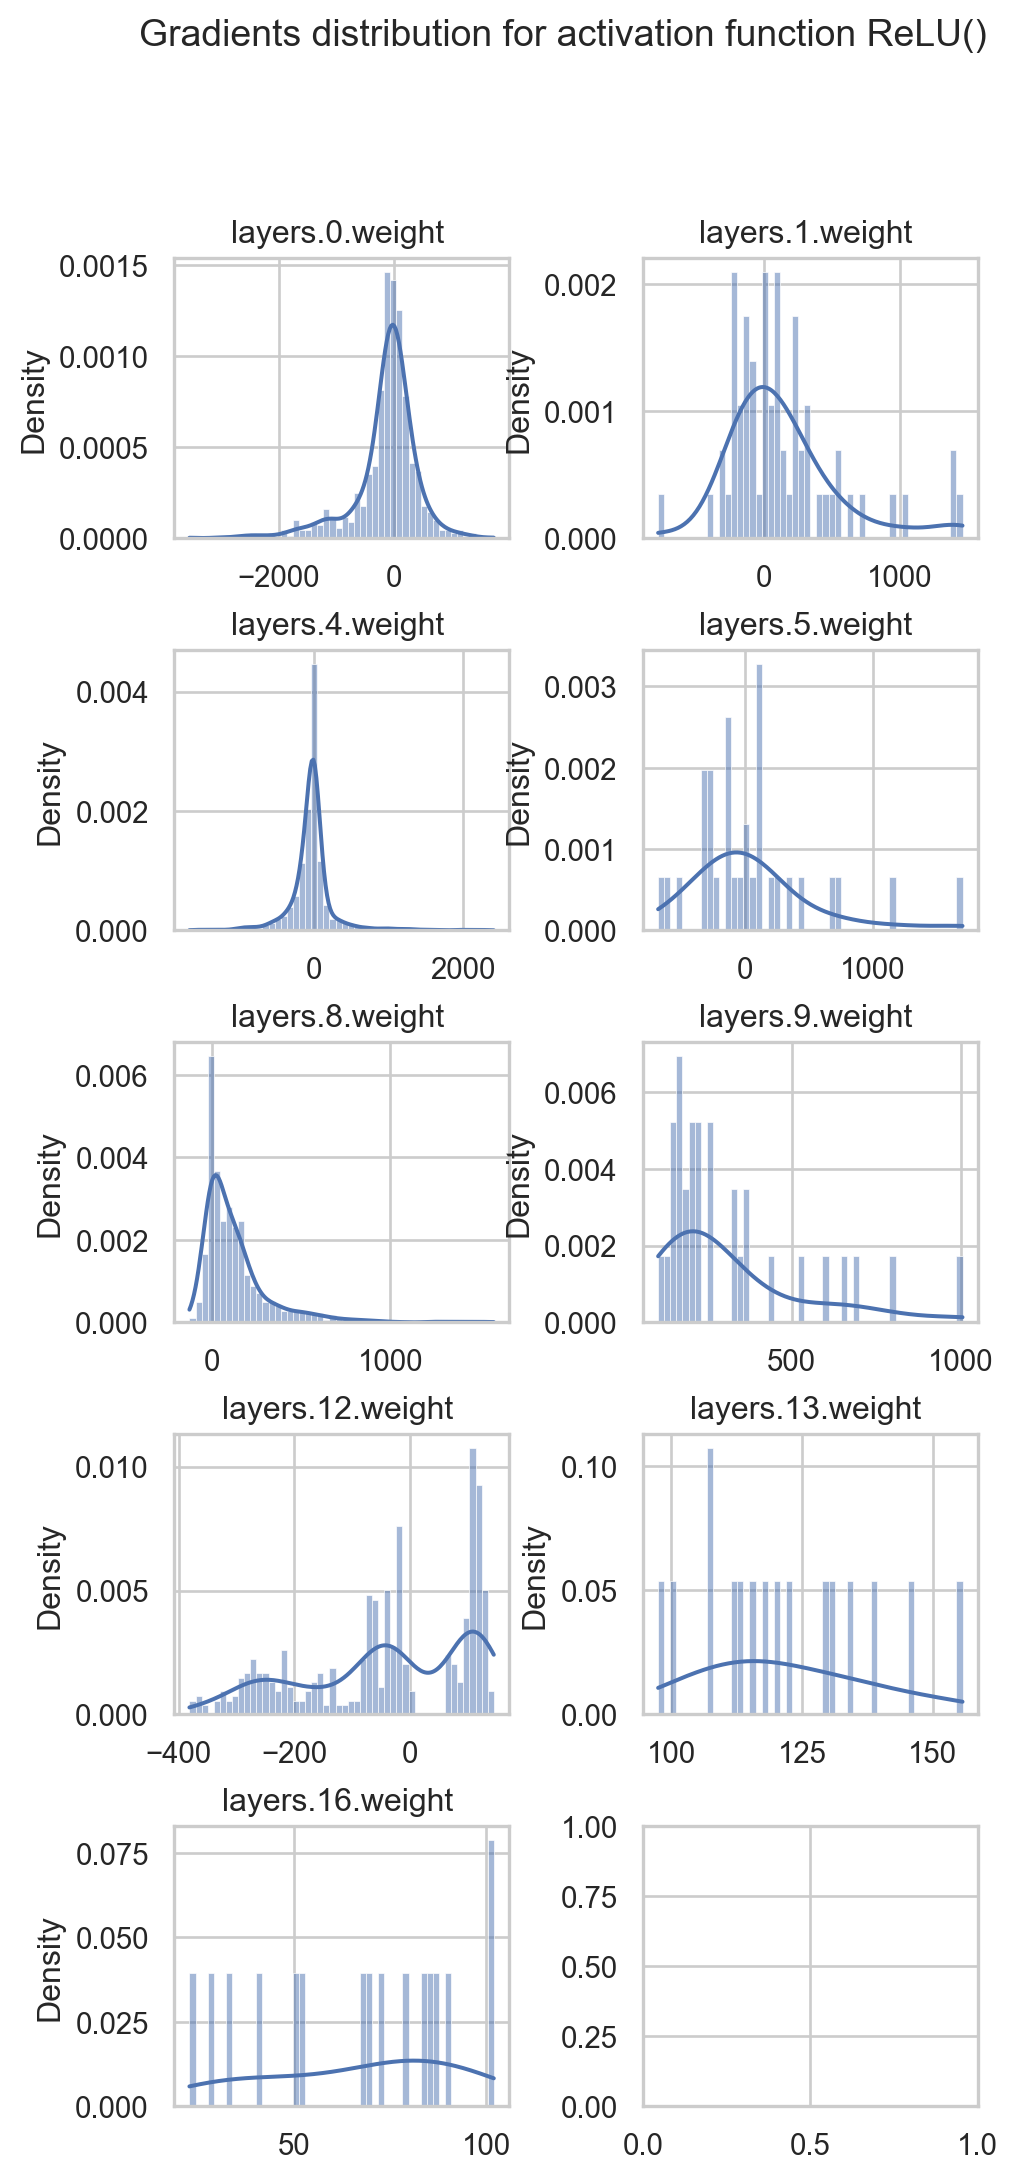 Gradients distribution for activation function ReLU()
layers.0.weight
Density
0.0015
0.0010
0.0005
0.0000
−2000 0
layers.1.weight
Density
0.002
0.001
0.000
0 1000
layers.4.weight
Density
0.004
0.002
0.000
0 2000
layers.5.weight
Density
0.003
0.002
0.001
0.000
0 1000
layers.8.weight
Density
0.006
0.004
0.002
0.000
0 1000
layers.9.weight
Density
0.006
0.004
0.002
0.000
500 1000
layers.12.weight
Density
0.010
0.005
0.000
−400 −200 0
layers.13.weight
Density
0.10
0.05
0.00
100 125 150
layers.16.weight
Density
0.075
0.050
0.025
0.000
50 100
1.00
0.75
0.50
0.25
0.00
0.0 0.5 1.0